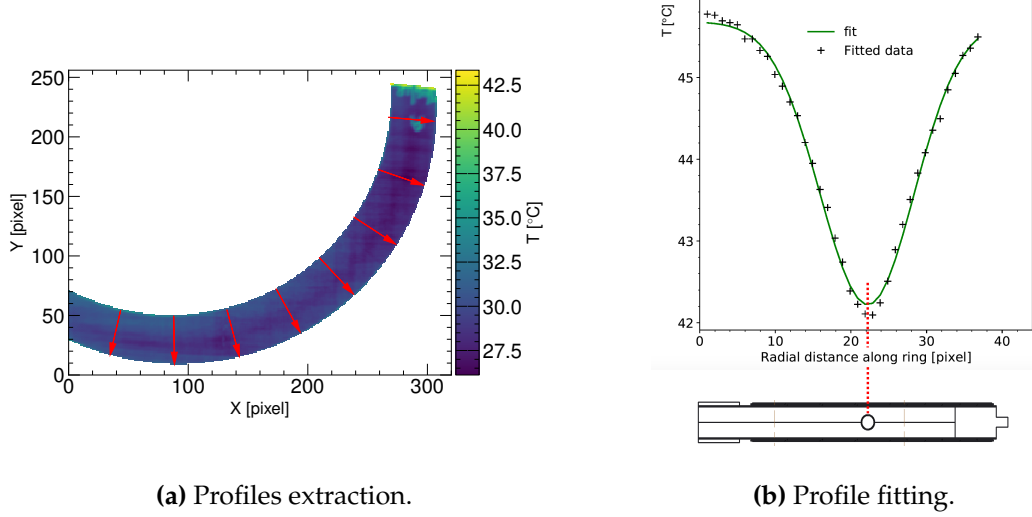 250
200
150
100
50
0
Y [pixel]
0
100
200
300
X [pixel]
42.5
40.0
37.5
35.0
32.5
30.0
27.5
T [°C]
(a) Profiles extraction.
T [°C]
45
44
43
42
fit
Fitted data
0
10
20
30
40
Radial distance along ring [pixel]
(b) Profile fitting.